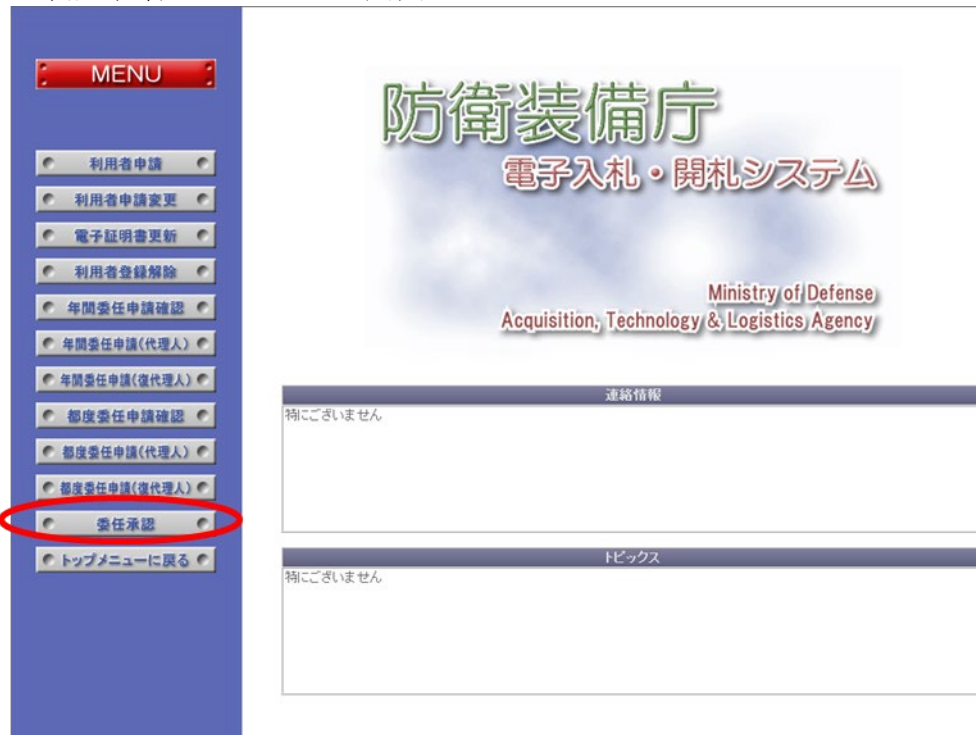 MENU
利用者申請
利用者申請変更
電子証明書更新
利用者登録解除
年間委任申請確認
年間委任申請(代理人)
年間委任申請(復代理人)
都度委任申請確認
都度委任申請(代理人)
都度委任申請(復代理人)
委任承認
トップメニューに戻る
防衛装備庁
電子入札・開札システム
Ministry of Defense
Acquisition, Technology & Logistics Agency
連絡情報
特にございません
トピックス
特にございません